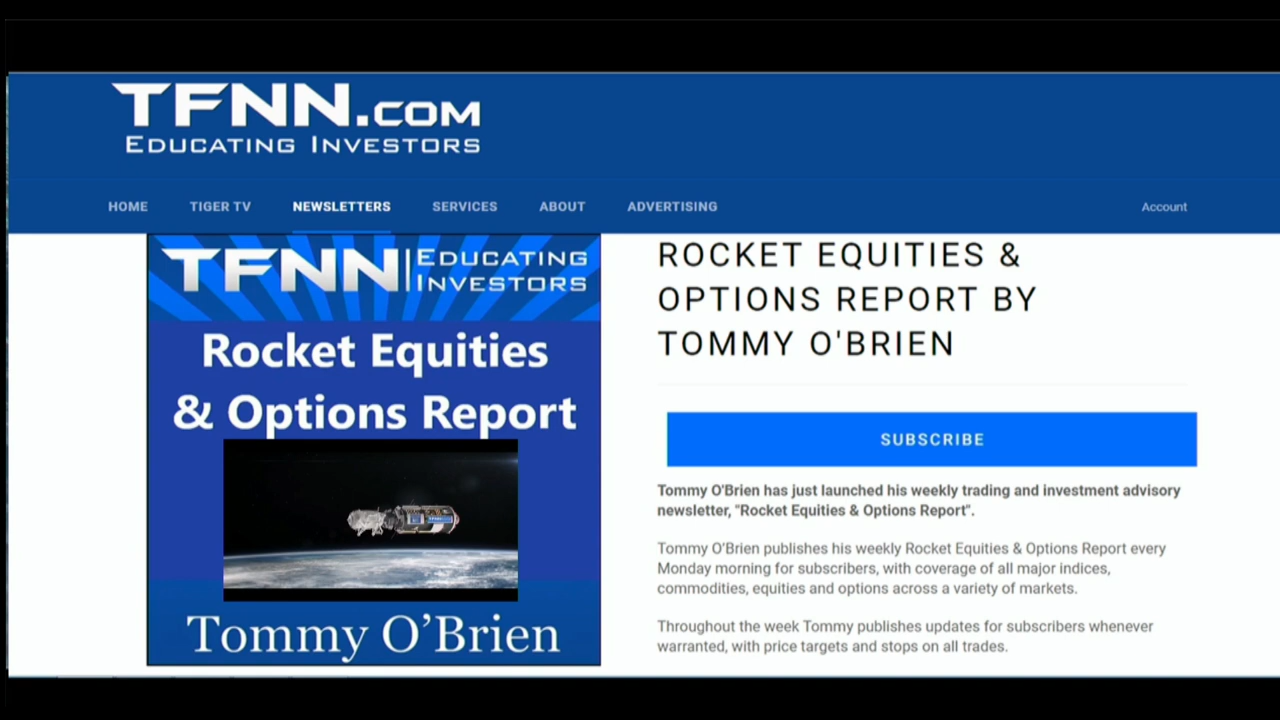 TFNN.COM
EDUCATING INVESTORS
HOME TIGER TV NEWSLETTERS SERVICES ABOUT ADVERTISING Account
TFNN EDUCATING
INVESTORS
Rocket Equities
& Options Report
TFNN
Tommy O’Brien
ROCKET EQUITIES &
OPTIONS REPORT BY
TOMMY O'BRIEN
SUBSCRIBE
Tommy O'Brien has just launched his weekly trading and investment advisory
newsletter, "Rocket Equities & Options Report".
Tommy O’Brien publishes his weekly Rocket Equities & Options Report every
Monday morning for subscribers, with coverage of all major indices,
commodities, equities and options across a variety of markets.
Throughout the week Tommy publishes updates for subscribers whenever
warranted, with price targets and stops on all trades.